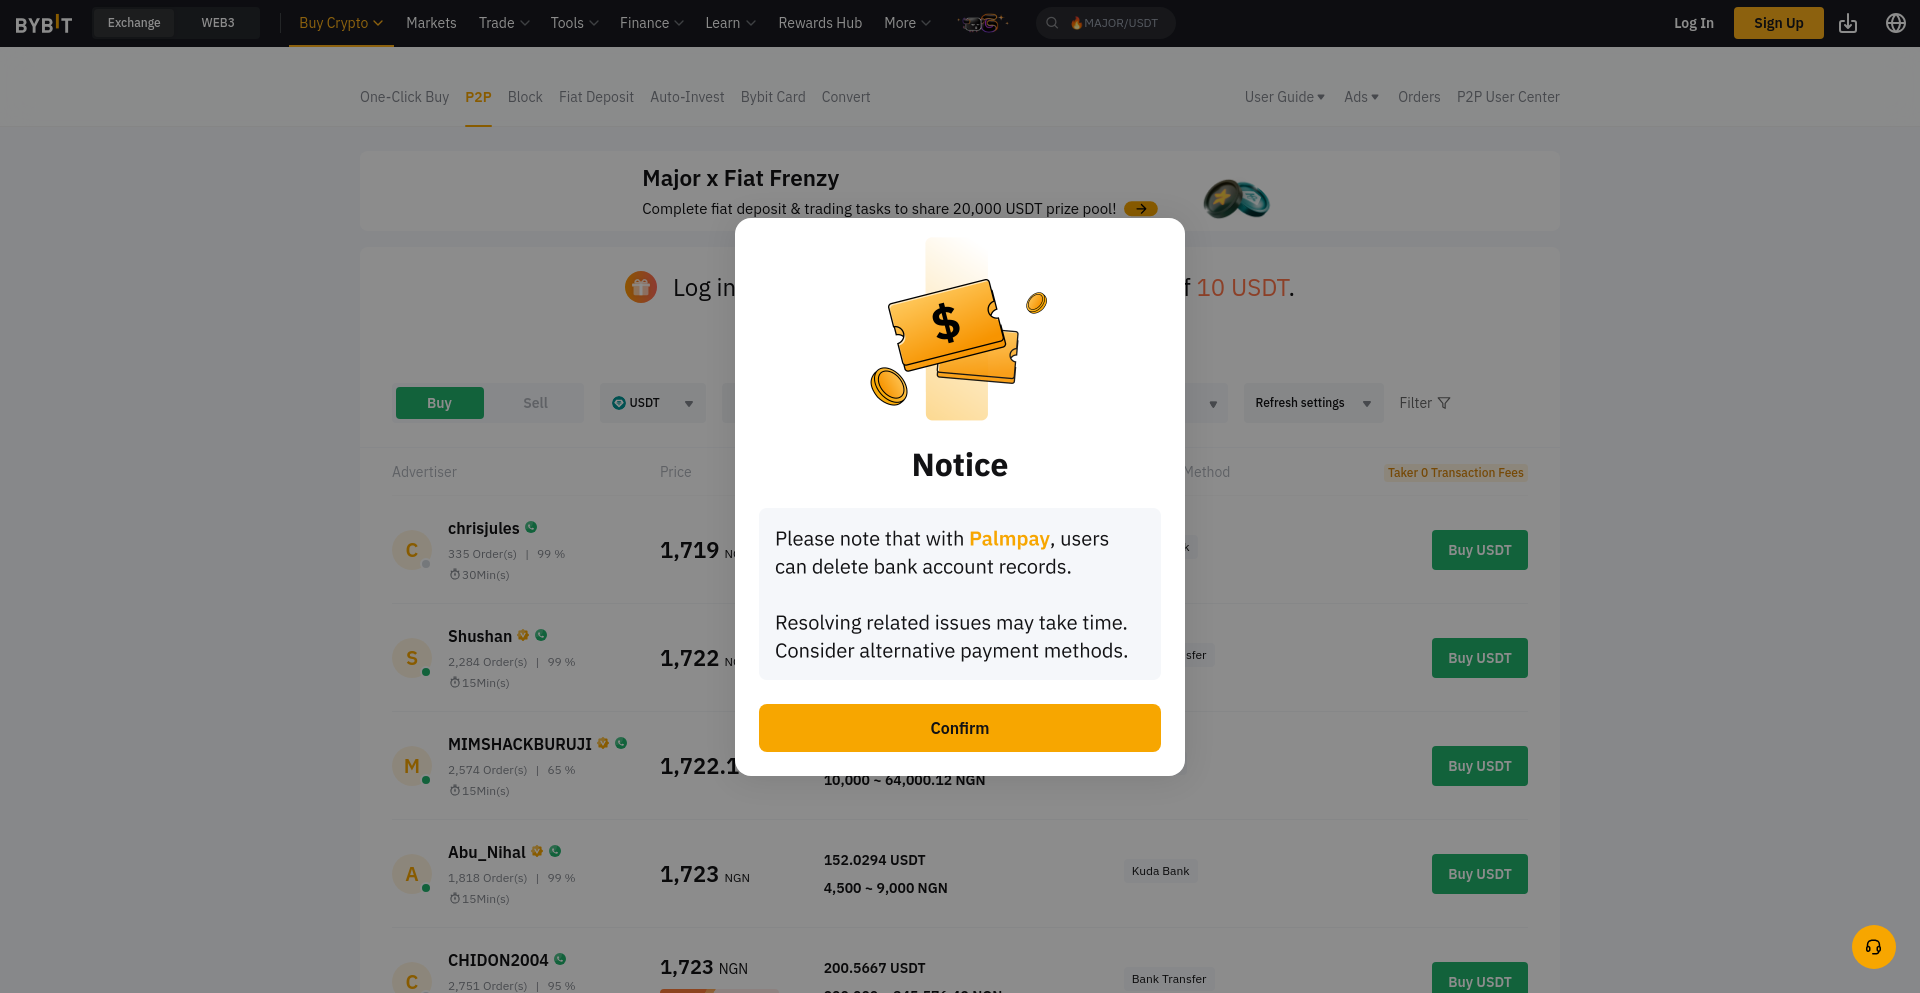 BYBIT Exchange WEB3 Buy Crypto Markets Trade Tools Finance Learn Rewards Hub More 🔥MAJOR/USDT Log In Sign Up
One-Click Buy P2P Block Fiat Deposit Auto-Invest Bybit Card Convert User Guide Ads Orders P2P User Center
Major x Fiat Frenzy
Complete fiat deposit & trading tasks to share 20,000 USDT prize pool!
Log in
10 USDT.
Buy Sell USDT Refresh settings Filter
Advertiser Price Method Taker 0 Transaction Fees
C chrisjules
335 Order(s) | 99 %
30Min(s)
1,719
Buy USDT
S Shushan
2,284 Order(s) | 99 %
15Min(s)
1,722
Buy USDT
M MIMSHACKBURUJI
2,574 Order(s) | 65 %
15Min(s)
1,722.1
10,000 ~ 64,000.12 NGN
Buy USDT
A Abu_Nihal
1,818 Order(s) | 99 %
15Min(s)
1,723 NGN
152.0294 USDT
4,500 ~ 9,000 NGN
Kuda Bank
Buy USDT
C CHIDON2004
2,751 Order(s) | 95 %
1,723 NGN
200.5667 USDT
Bank Transfer
Buy USDT
$
Notice
Please note that with Palmpay, users
can delete bank account records.
Resolving related issues may take time.
Consider alternative payment methods.
Confirm